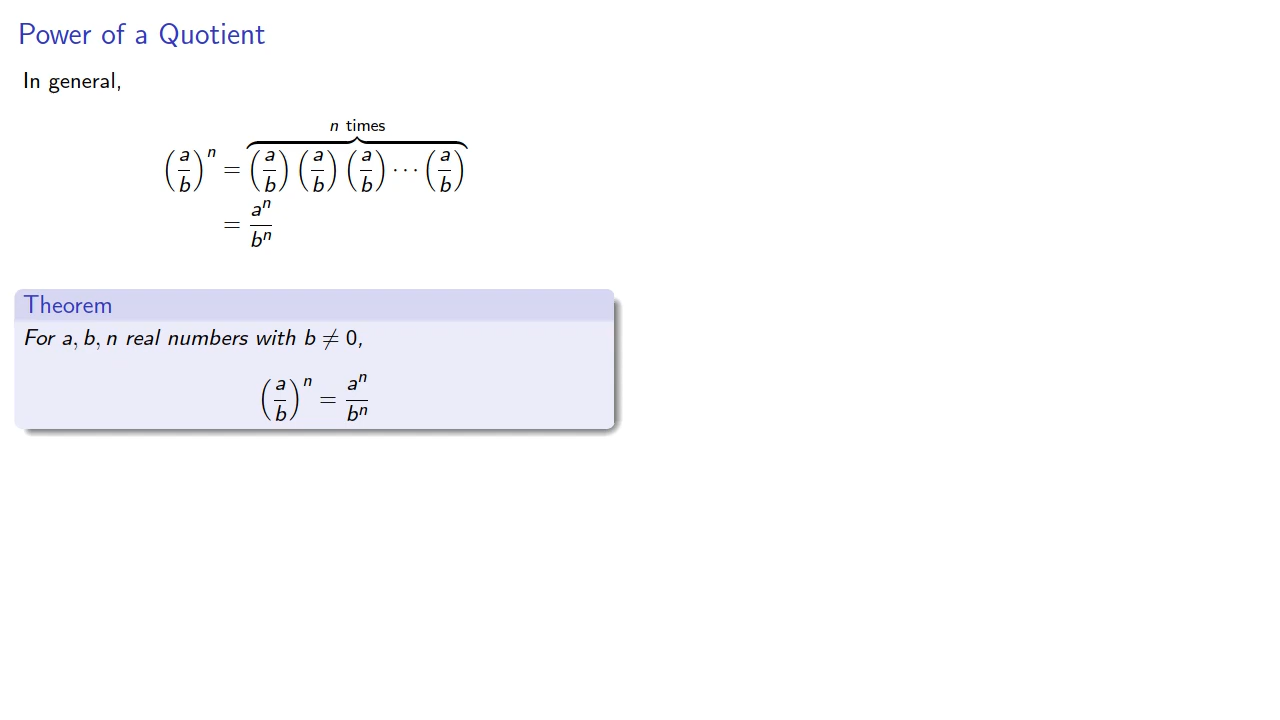 Power of a Quotient
In general,
n times
(a/b)^n = (a/b) (a/b) (a/b) ··· (a/b)
= a^n/b^n
Theorem
For a, b, n real numbers with b ≠ 0,
(a/b)^n = a^n/b^n